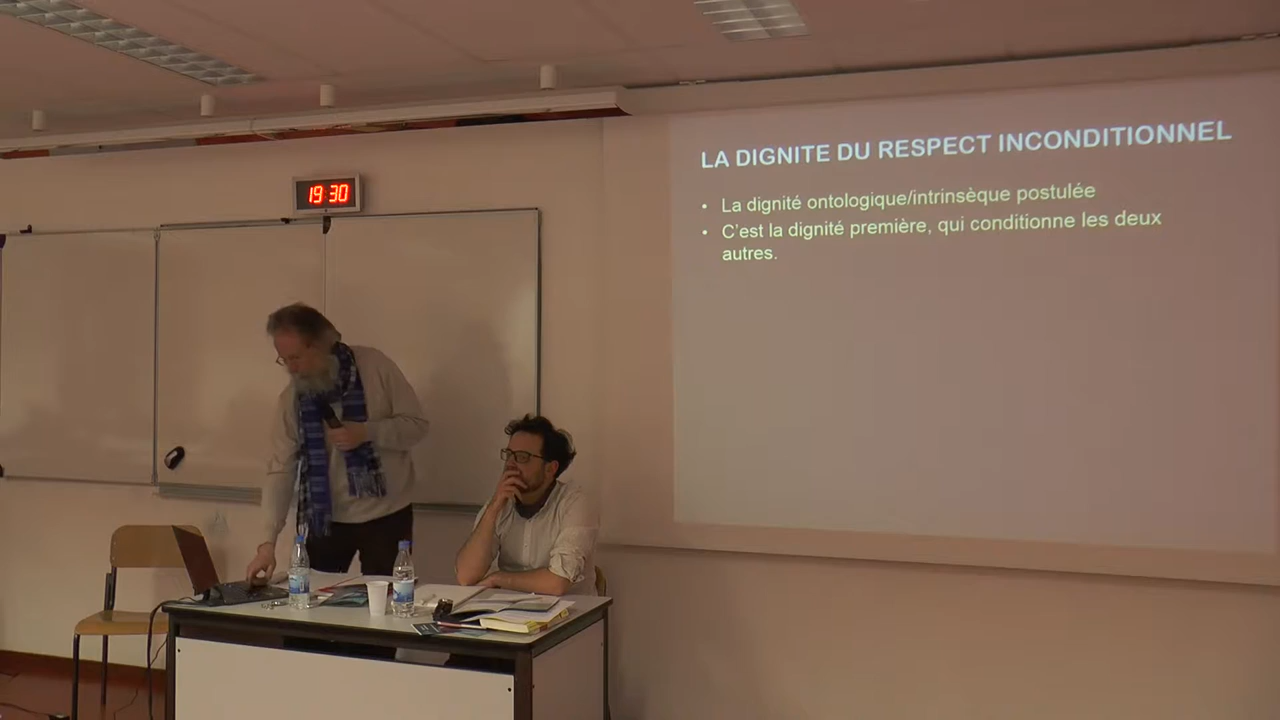 19:30
LA DIGNITE DU RESPECT INCONDITIONNEL
• La dignité ontologique/intrinsèque postulée
• C'est la dignité première, qui conditionne les deux
autres.